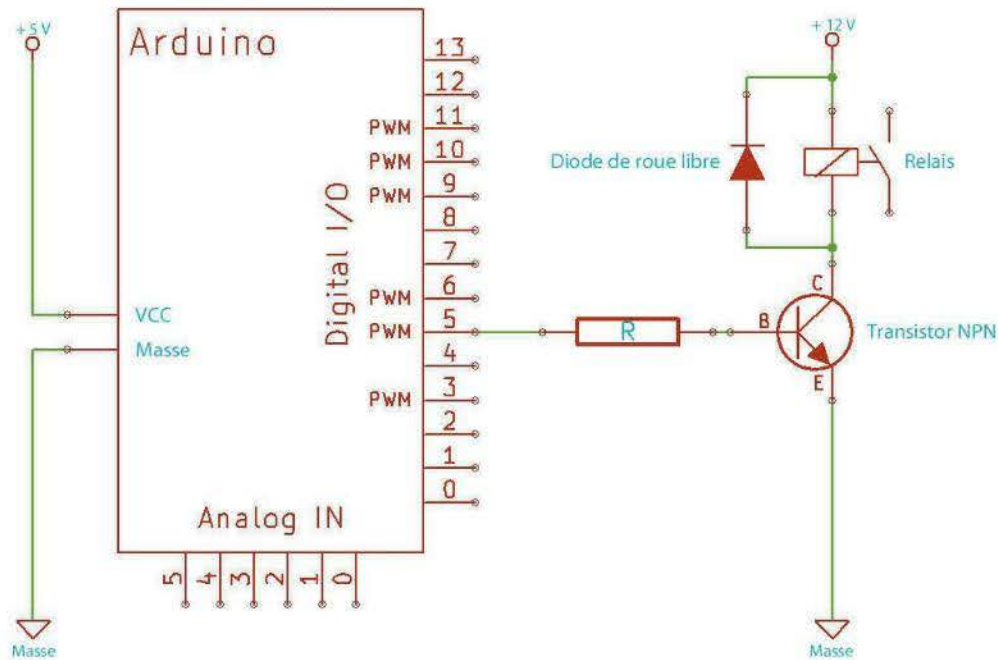 + 5 V
Arduino
VCC
Masse
Digital I/O
13
12
PWM 11
PWM 10
PWM 9
8
7
PWM 6
PWM 5
4
PWM 3
2
1
0
Analog IN
5 4 3 2 1 0
Masse
R
+ 12 V
Diode de roue libre
Relais
C
B
E
Transistor NPN
Masse